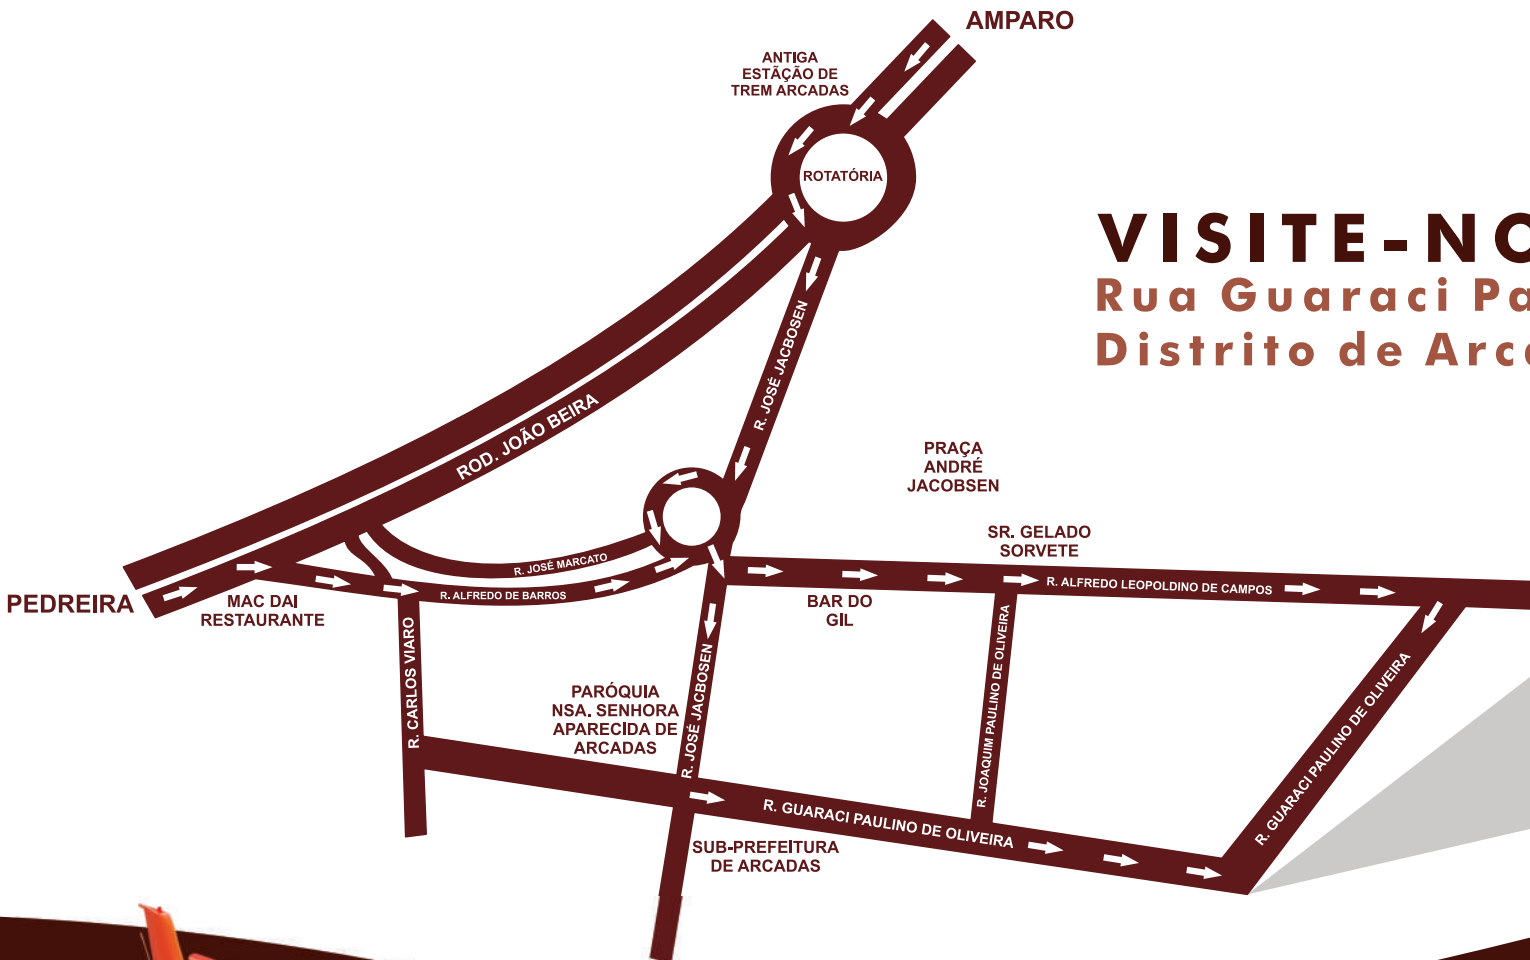 AMPARO
ANTIGA
ESTÃÇÃO DE
TREM ARCADAS
ROTATÓRIA
VISITE-NO
Rua Guaraci Pa
Distrito de Arca
R. JOSÉ JACBOSEN
ROD. JOÃO BEIRA
PRAÇA
ANDRÉ
JACOBSEN
SR. GELADO
SORVETE
R. JOSÉ MARCATO
R. ALFREDO DE BARROS
R. ALFREDO LEOPOLDINO DE CAMPOS
PEDREIRA
MAC DAI
RESTAURANTE
BAR DO
GIL
R. CARLOS VIARO
PARÓQUIA
NSA. SENHORA
APARECIDA DE
ARCADAS
R. JOSÉ JACBOSEN
R. JOAQUIM PAULINO DE OLIVEIRA
R. GUARACI PAULINO DE OLIVEIRA
R. GUARACI PAULINO DE OLIVEIRA
SUB-PREFEITURA
DE ARCADAS